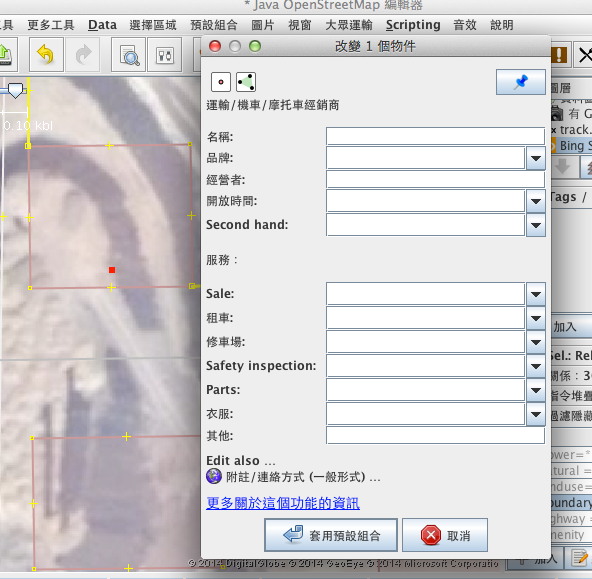 * Java OpenStreetMap 編輯器
工具 更多工具 Data 選擇區域 預設組合 圖片 視窗 大眾運輸 Scripting 音效 說明
改變 1 個物件
圖層
運輸/機車/摩托車經銷商
有 G
0.10 kbl
track.
名稱:
Bing S
品牌:
經營者:
Tags /
開放時間:
Second hand:
服務：
Sale:
租車:
加入
修車場:
Sel.: Rel
Safety inspection:
關係：3
Parts:
指令堆疊
衣服:
過濾隱藏
其他:
ower=*
Edit also ...
atural =
附註/連絡方式 (一般形式) ...
nduse=
更多關於這個功能的資訊
oundary
ghway =
套用預設組合 取消
menity
© 2014 DigitalGlobe © 2014 GeoEye © 2014 Microsoft Corporatio
加入